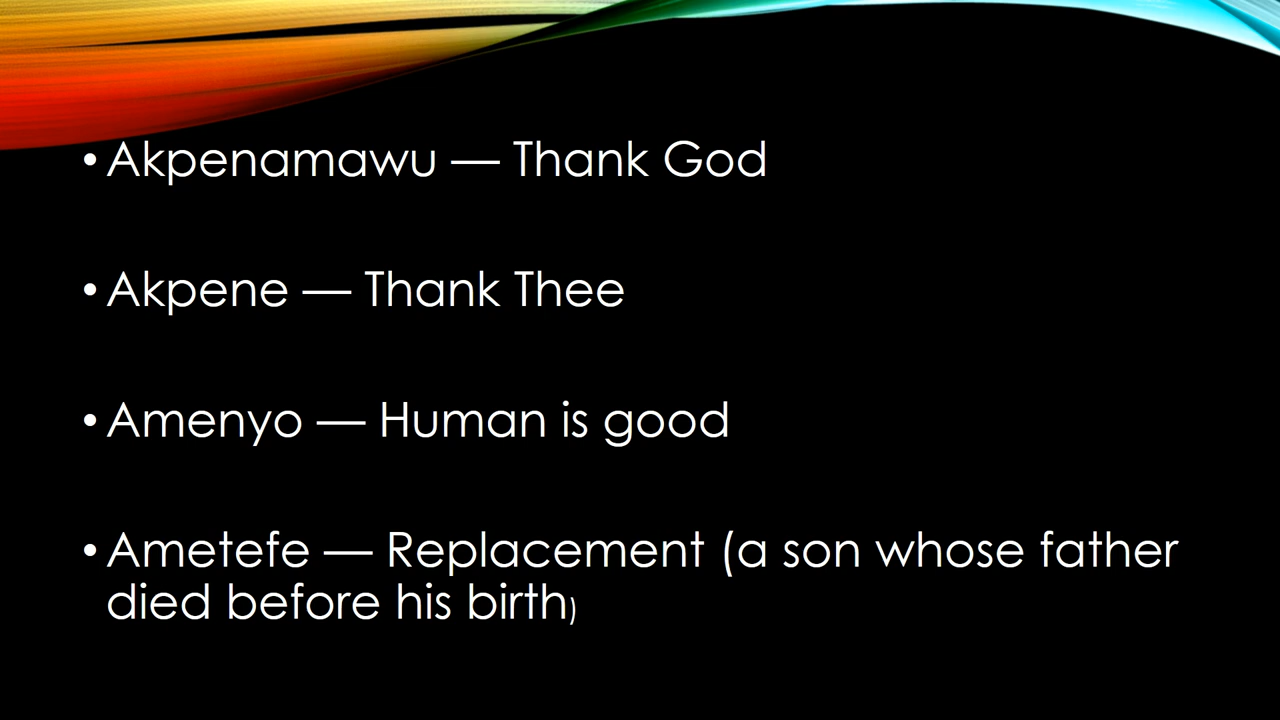 • Akpenamawu — Thank God
• Akpene — Thank Thee
• Amenyo — Human is good
• Ametefe — Replacement (a son whose father
died before his birth)